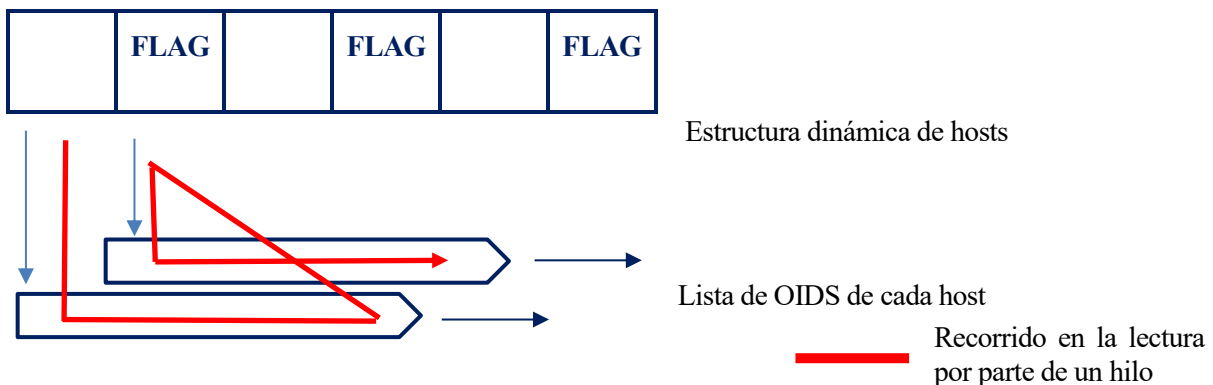 FLAG FLAG FLAG
Estructura dinámica de hosts
Lista de OIDS de cada host
Recorrido en la lectura
por parte de un hilo